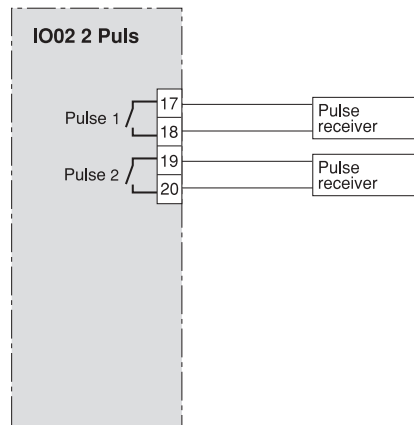 IO02 2 Puls
Pulse 1
17
18
Pulse
receiver
Pulse 2
19
20
Pulse
receiver